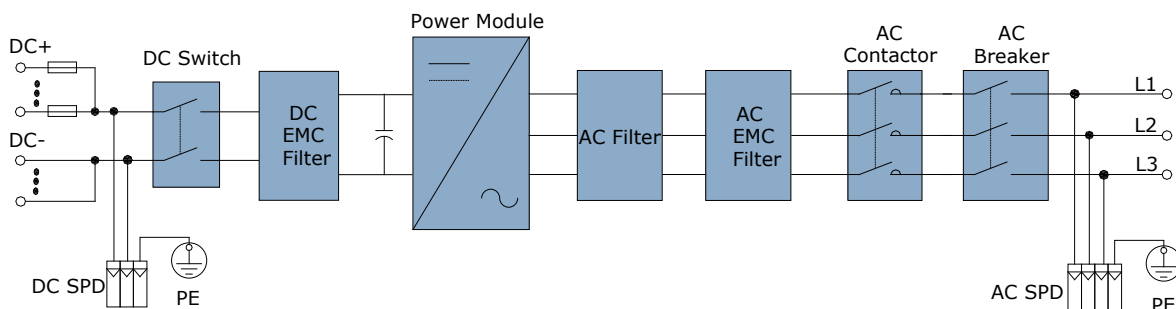 Power Module
DC+
DC Switch
AC
Contactor
AC
Breaker
L1
DC
EMC
Filter
AC Filter
AC
EMC
Filter
L2
DC-
L3
DC SPD
PE
AC SPD
PE